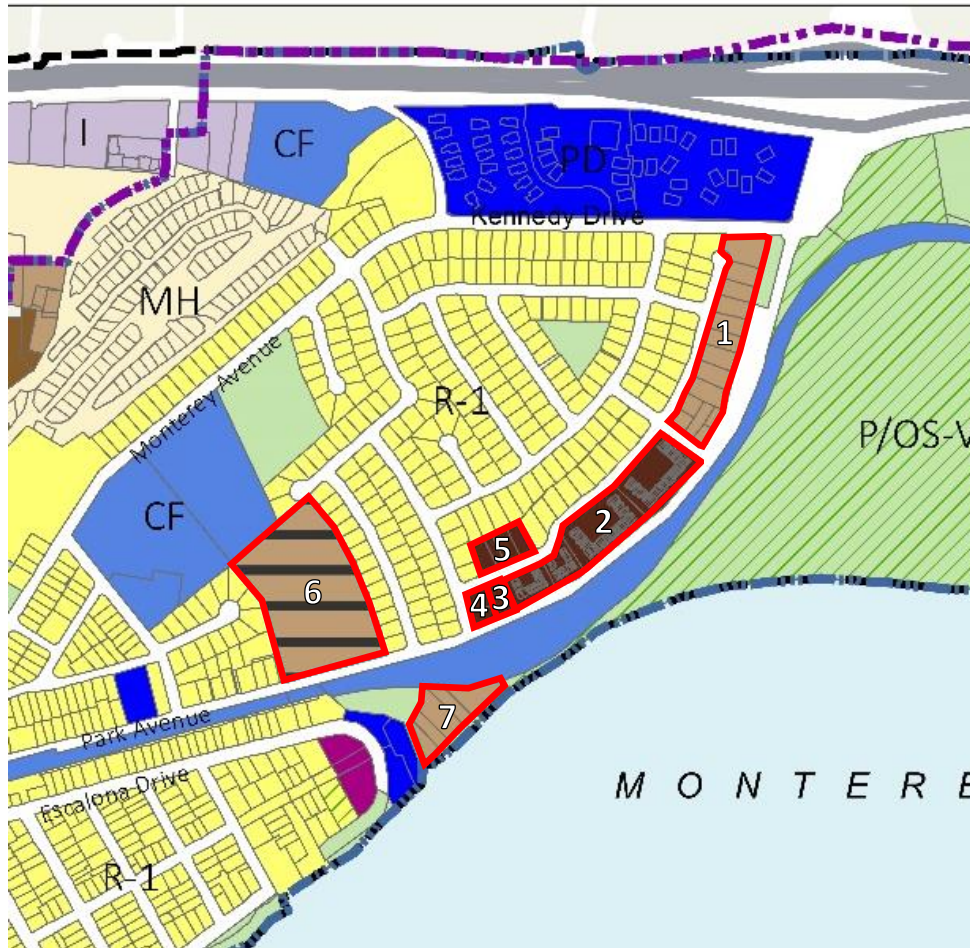 I
CF
PD
Kennedy Drive
MH
1
Monterey Avenue
R-1
P/OS-V
CF
2
5
6
4
3
7
Park Avenue
Escalona Drive
M O N T E R E
R-1